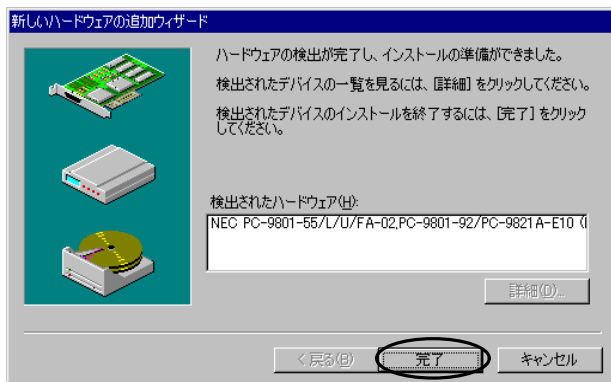 新しいハードウェアの追加ウィザード
ハードウェアの検出が完了し、インストールの準備ができました。
検出されたデバイスの一覧を見るには、[詳細] をクリックしてください。
検出されたデバイスのインストールを終了するには、[完了] をクリック
してください。
検出されたハードウェア(H):
NEC PC-9801-55/L/U/FA-02,PC-9801-92/PC-9821A-E10 (I
詳細(D)...
< 戻る(B)
完了
キャンセル